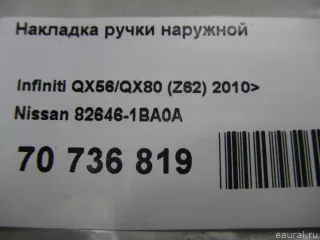 Накладка ручки наружной
Infiniti QX56/QX80 (Z62) 2010>
Nissan 82646-1BA0A
70 736 819
eaural.ru